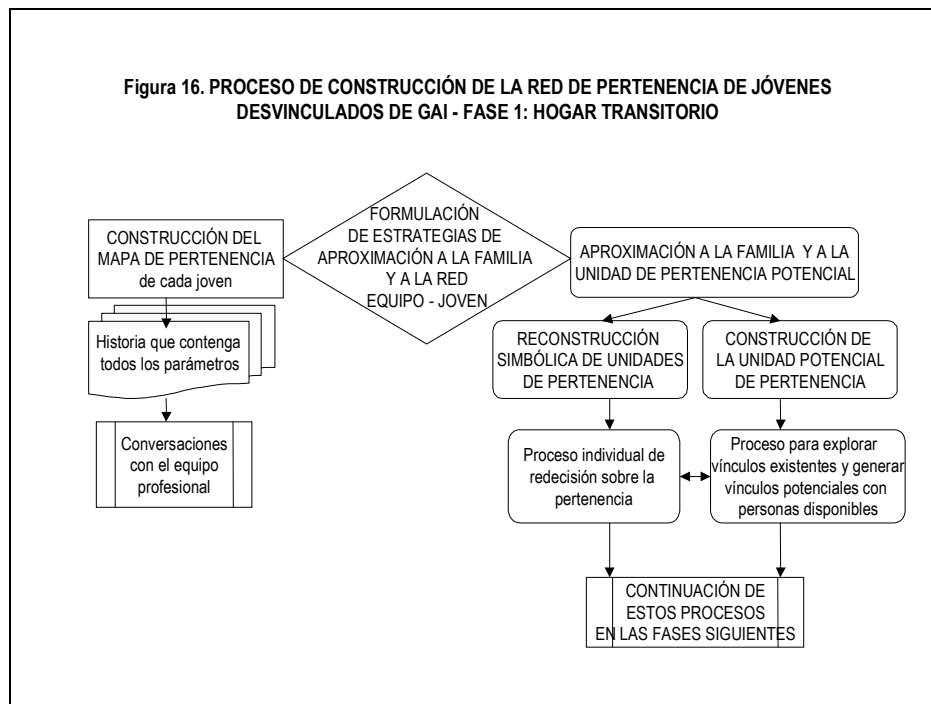 Figura 16. PROCESO DE CONSTRUCCIÓN DE LA RED DE PERTENENCIA DE JÓVENES
DESVINCULADOS DE GAI - FASE 1: HOGAR TRANSITORIO
CONSTRUCCIÓN DEL
MAPA DE PERTENENCIA
de cada joven
Historia que contenga
todos los parámetros
Conversaciones
con el equipo
profesional
FORMULACIÓN
DE ESTRATEGIAS DE
APROXIMACIÓN A LA FAMILIA
Y A LA RED
EQUIPO - JOVEN
APROXIMACIÓN A LA FAMILIA Y A LA
UNIDAD DE PERTENENCIA POTENCIAL
RECONSTRUCCIÓN
SIMBÓLICA DE UNIDADES
DE PERTENENCIA
CONSTRUCCIÓN DE
LA UNIDAD POTENCIAL
DE PERTENENCIA
Proceso individual de
redecisión sobre la
pertenencia
Proceso para explorar
vínculos existentes y generar
vínculos potenciales con
personas disponibles
CONTINUACIÓN DE
ESTOS PROCESOS
EN LAS FASES SIGUIENTES